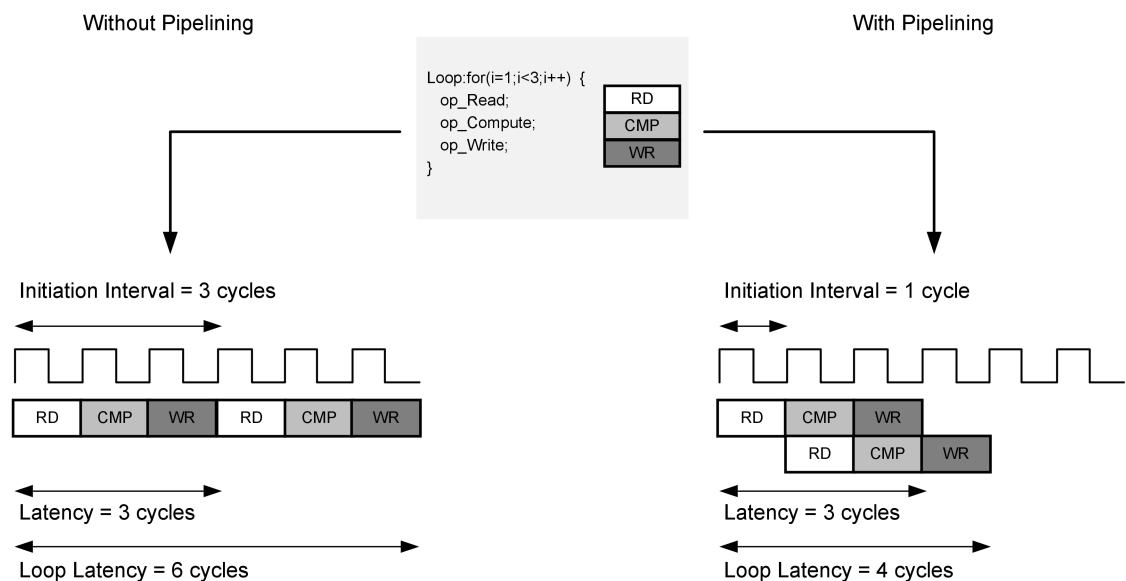 Without Pipelining
With Pipelining
Loop:for(i=1;i<3;i++) {
op_Read;
op_Compute;
op_Write;
}
RD
CMP
WR
Initiation Interval = 3 cycles
RD CMP WR RD CMP WR
Latency = 3 cycles
Loop Latency = 6 cycles
Initiation Interval = 1 cycle
RD CMP WR
RD CMP WR
Latency = 3 cycles
Loop Latency = 4 cycles